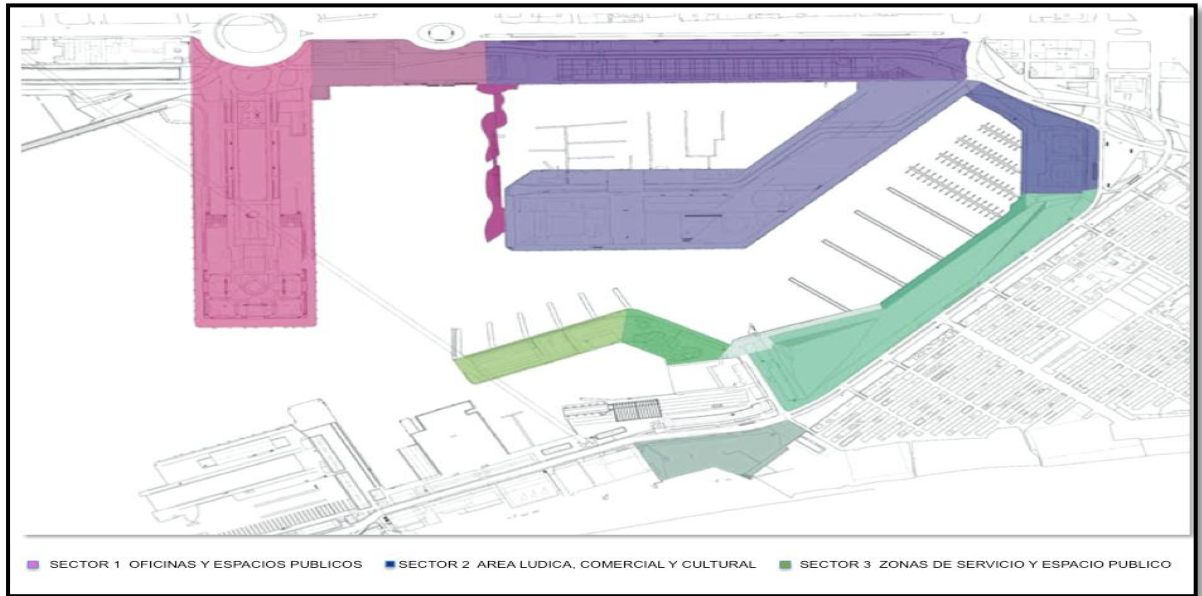 SECTOR 1 OFICINAS Y ESPACIOS PUBLICOS SECTOR 2 AREA LUDICA, COMERCIAL Y CULTURAL SECTOR 3 ZONAS DE SERVICIO Y ESPACIO PUBLICO